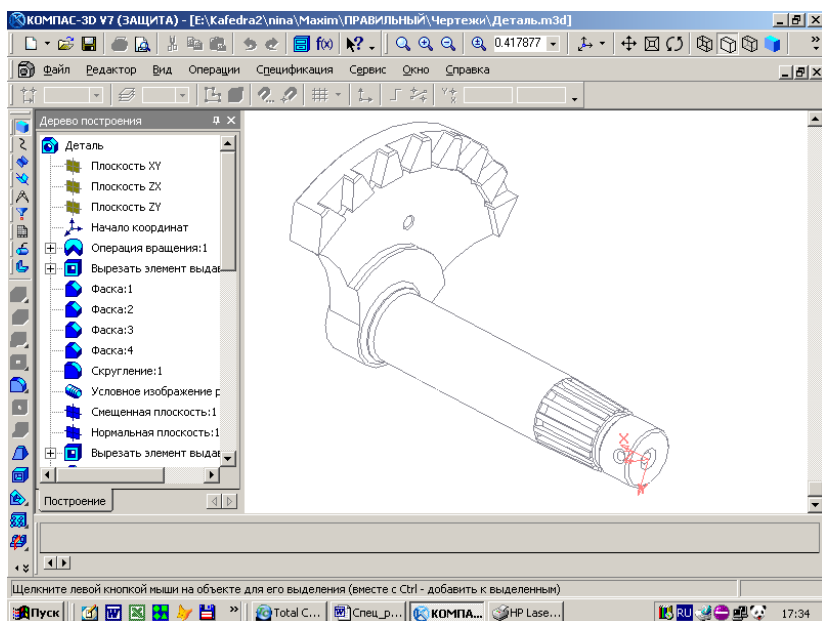 КОМПАС-3D V7 (ЗАЩИТА) - [E:\Kafedra2\nina\Maxim\ПРАВИЛЬНЫЙ\Чертежи\Деталь.m3d]
f(x) 0.417877
Файл Редактор Вид Операции Спецификация Сервис Окно Справка
Дерево построения
Деталь
Плоскость XY
Плоскость ZX
Плоскость ZY
Начало координат
Операция вращения:1
Вырезать элемент выдав
Фаска:1
Фаска:2
Фаска:3
Фаска:4
Скругление:1
Условное изображение р
Смещенная плоскость:1
Нормальная плоскость:1
Вырезать элемент выдав
X
Построение
Щелкните левой кнопкой мыши на объекте для его выделения (вместе с Ctrl - добавить к выделенным)
Пуск » Total C... Спец_р... КОМПА... HP Lase... RU 17:34